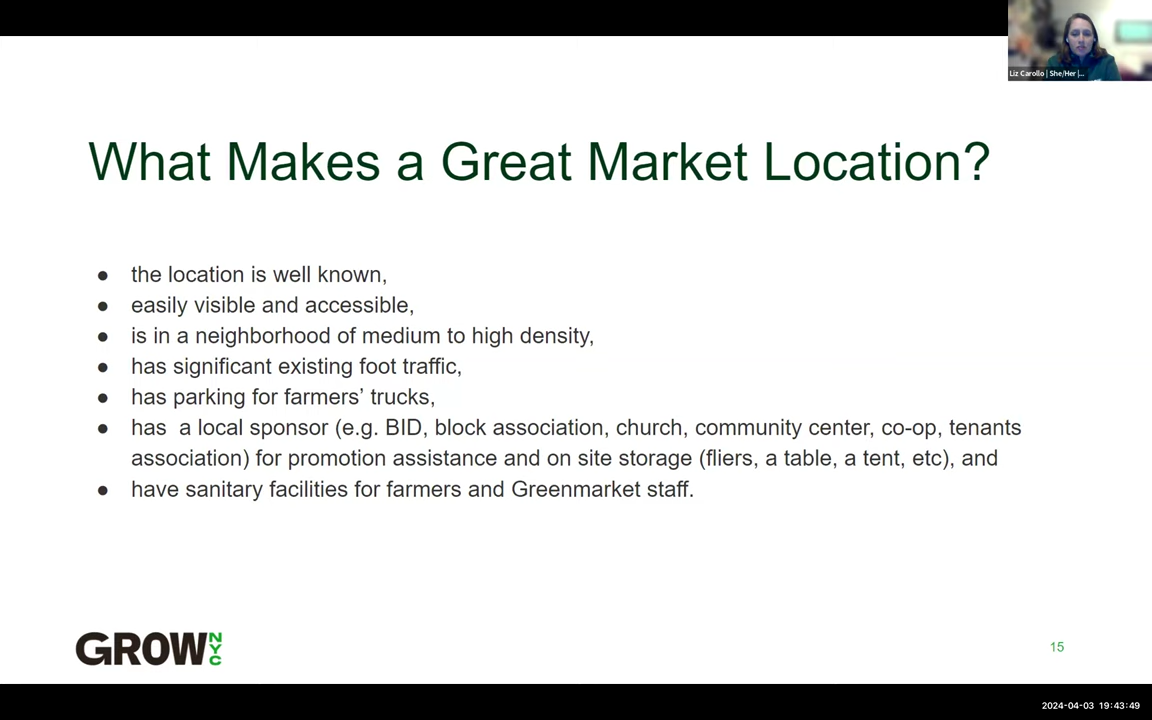 Liz Carollo | She/Her |...
What Makes a Great Market Location?
● the location is well known,
● easily visible and accessible,
● is in a neighborhood of medium to high density,
● has significant existing foot traffic,
● has parking for farmers’ trucks,
● has  a local sponsor (e.g. BID, block association, church, community center, co-op, tenants
association) for promotion assistance and on site storage (fliers, a table, a tent, etc), and
● have sanitary facilities for farmers and Greenmarket staff.
GROW NYC
15
2024-04-03 19:43:49